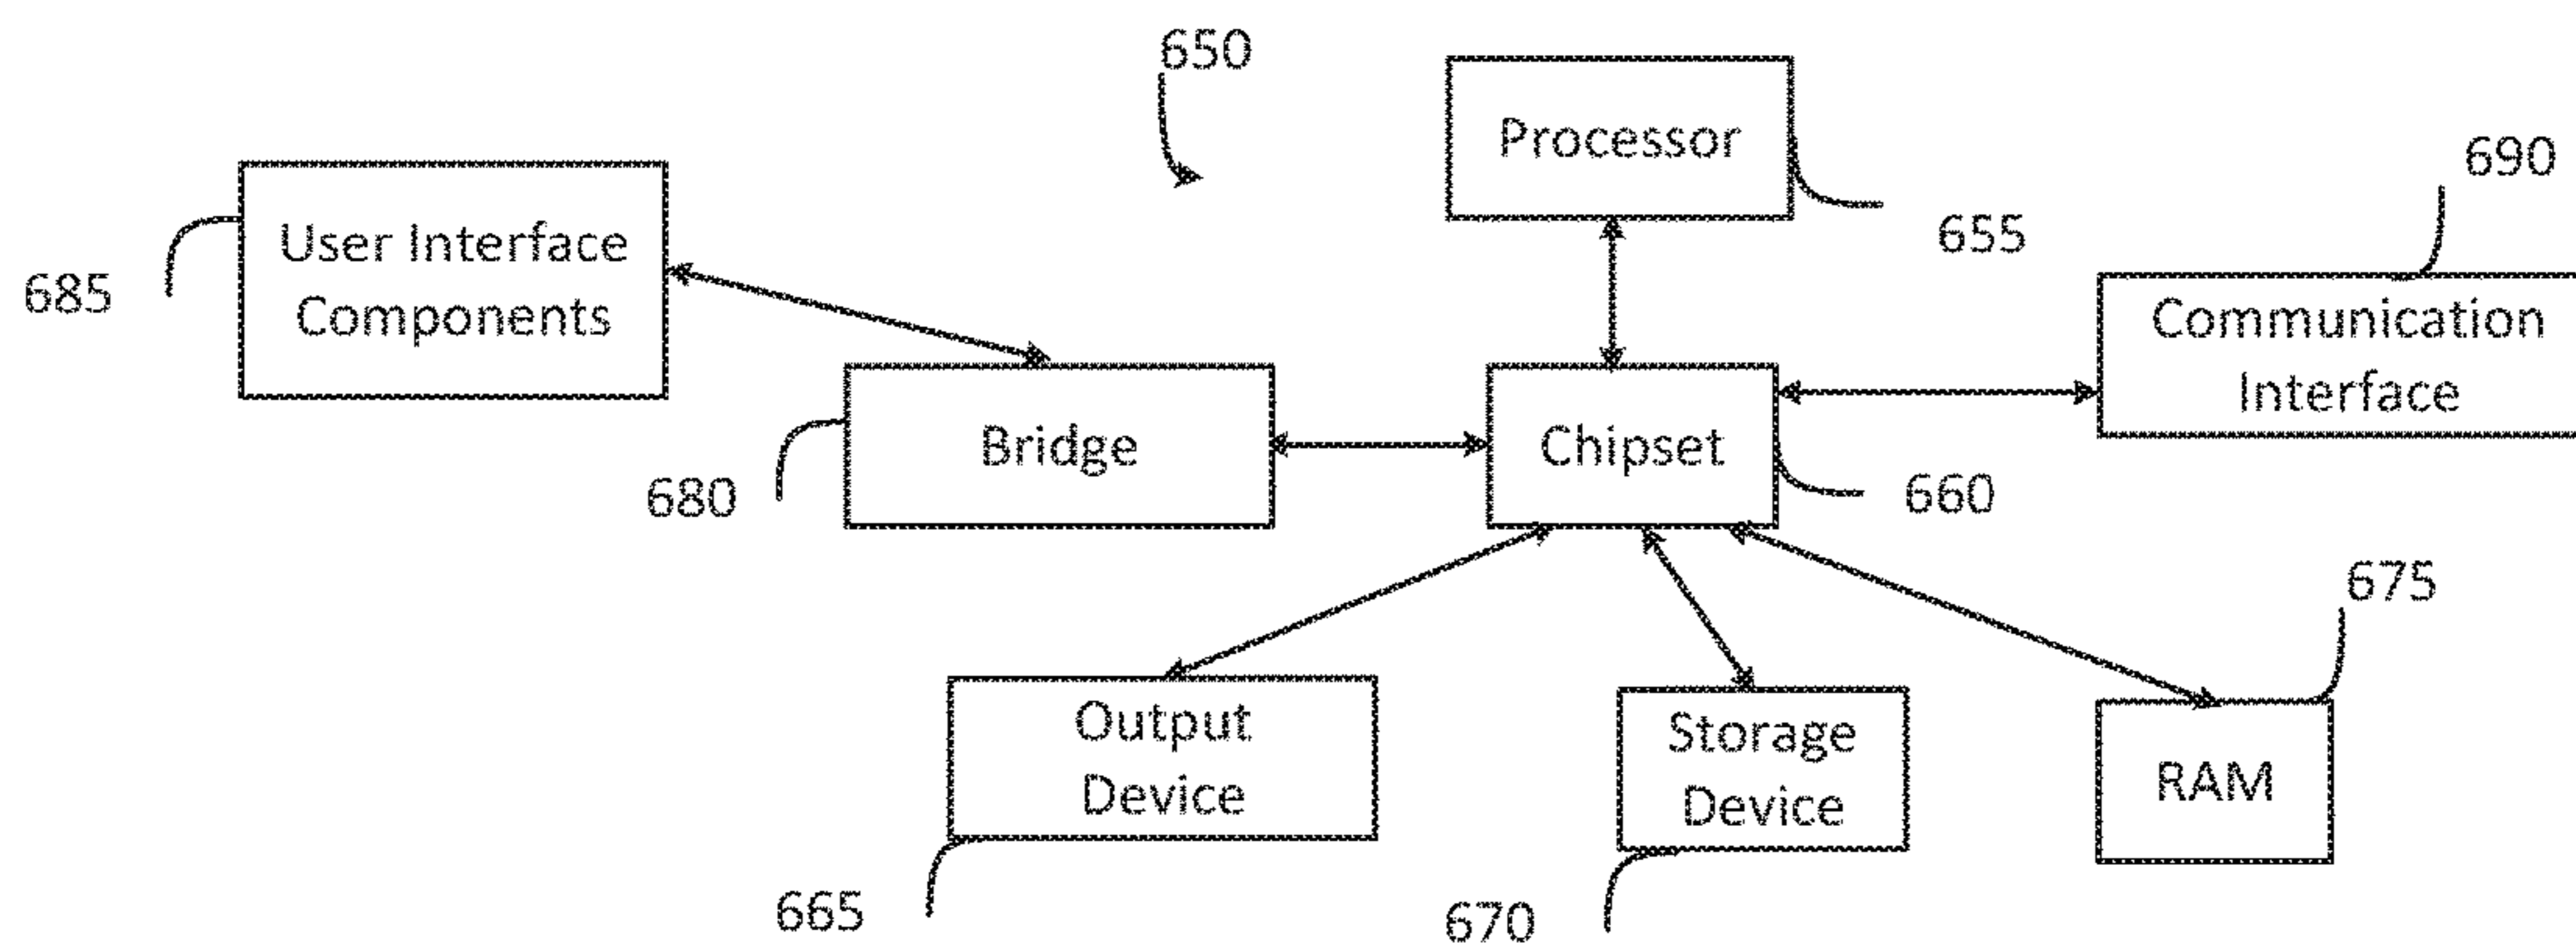 650
Processor
690
User Interface
Components
655
685
Communication
Interface
Bridge
Chipset
680
660
675
Output
Device
Storage
Device
RAM
665
670